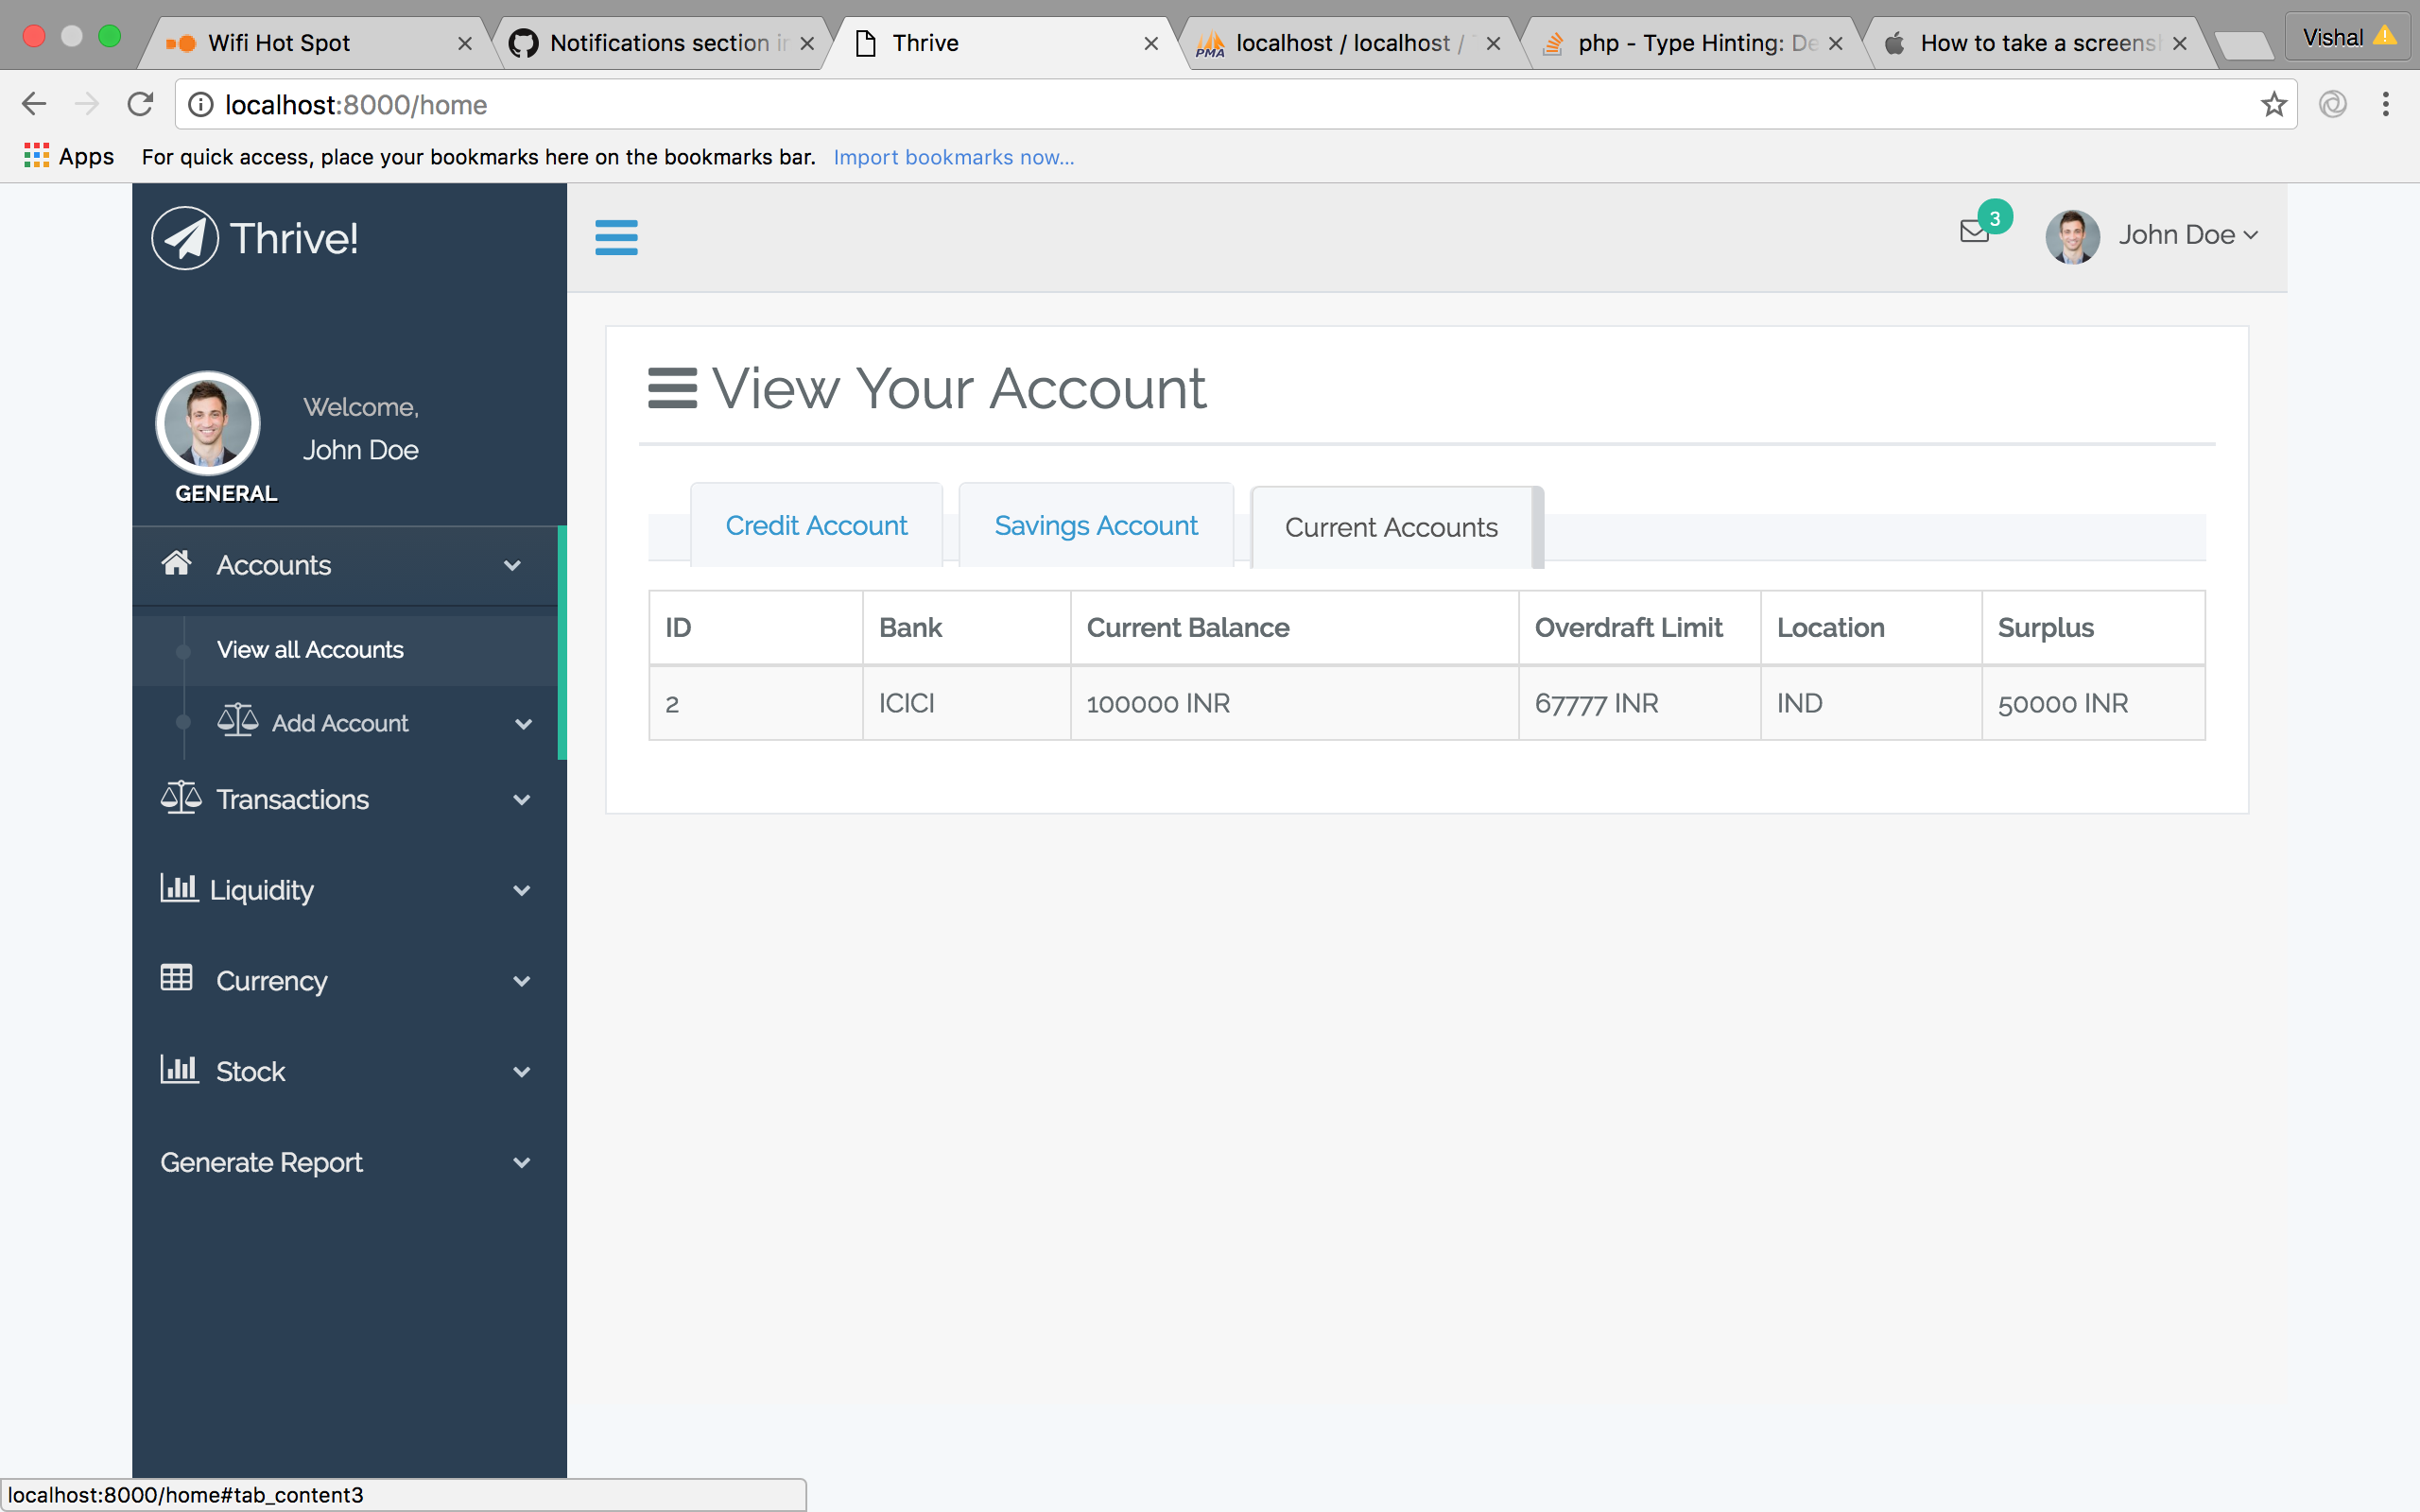 Wifi Hot Spot
Notifications section in
Thrive
localhost / localhost /
php - Type Hinting: De
How to take a screens
Vishal
localhost:8000/home
Apps For quick access, place your bookmarks here on the bookmarks bar. Import bookmarks now...
Thrive!
3
John Doe
Welcome,
John Doe
GENERAL
Accounts
View all Accounts
Add Account
Transactions
Liquidity
Currency
Stock
Generate Report
View Your Account
Credit Account Savings Account Current Accounts
ID Bank Current Balance Overdraft Limit Location Surplus
2 ICICI 100000 INR 67777 INR IND 50000 INR
localhost:8000/home#tab_content3
PMA